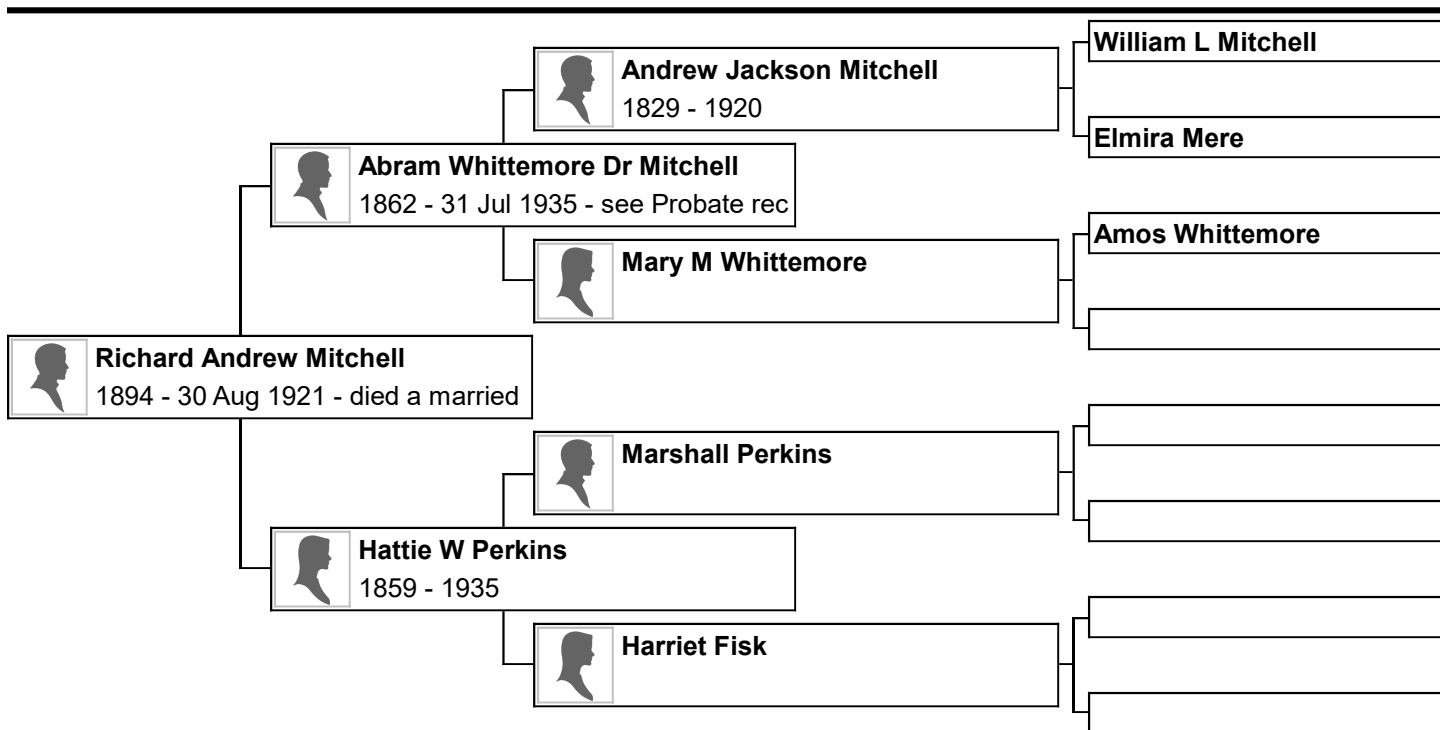 William L Mitchell
Andrew Jackson Mitchell
1829 - 1920
Elmira Mere
Abram Whittemore Dr Mitchell
1862 - 31 Jul 1935 - see Probate rec
Amos Whittemore
Mary M Whittemore
Richard Andrew Mitchell
1894 - 30 Aug 1921 - died a married
Marshall Perkins
Hattie W Perkins
1859 - 1935
Harriet Fisk